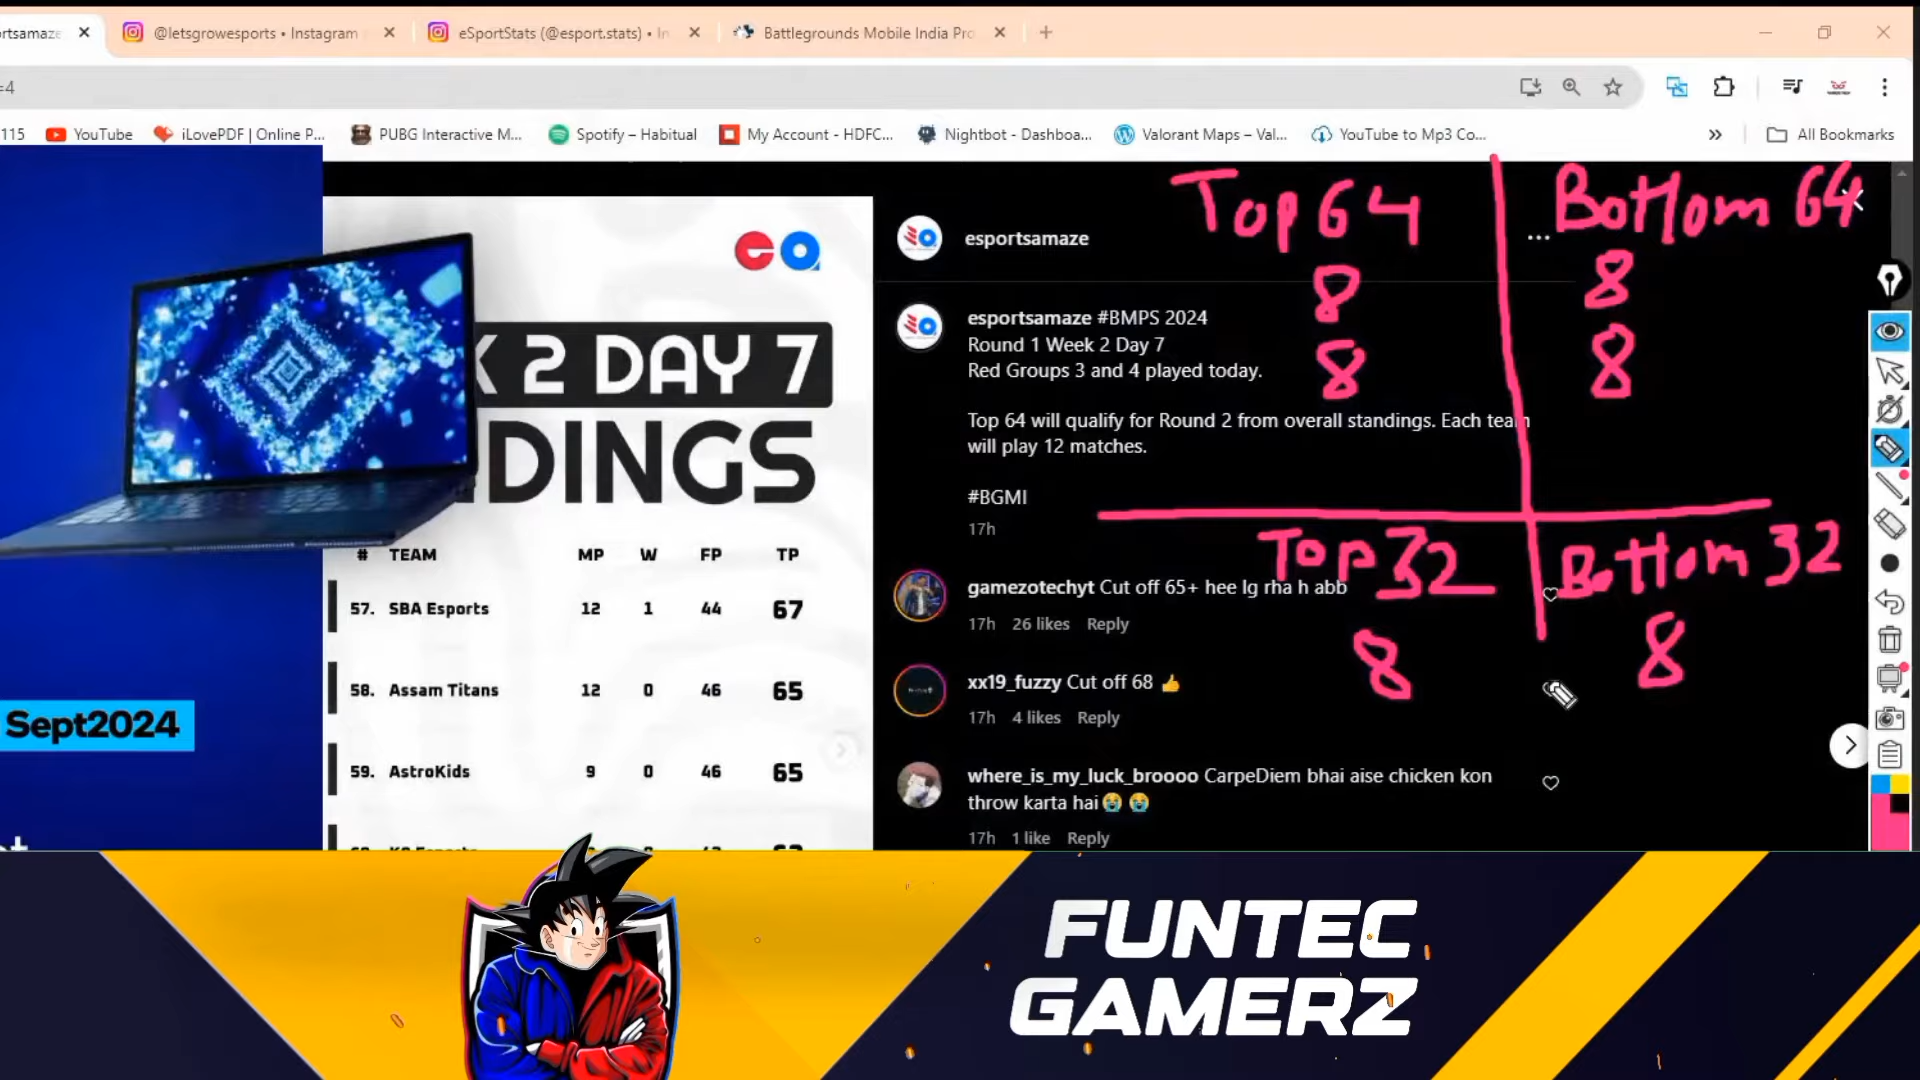 rtsamaze
@letsgrowesports • Instagram
eSportStats (@esport.stats) • In
Battlegrounds Mobile India Pro
=4
115
YouTube
iLovePDF | Online P...
PUBG Interactive M...
Spotify – Habitual
My Account - HDFC...
Nightbot - Dashboa...
Valorant Maps – Val...
YouTube to Mp3 Co...
All Bookmarks
Top 64
Bottom 64
8
8
8
8
Top 32
Bottom 32
8
8
K 2 DAY 7
DINGS
# TEAM MP W FP TP
57. SBA Esports 12 1 44 67
58. Assam Titans 12 0 46 65
59. AstroKids 9 0 46 65
Sept2024
esportsamaze
esportsamaze #BMPS 2024
Round 1 Week 2 Day 7
Red Groups 3 and 4 played today.
Top 64 will qualify for Round 2 from overall standings. Each team
will play 12 matches.
#BGMI
17h
gamezotechyt Cut off 65+ hee lg rha h abb
17h 26 likes Reply
xx19_fuzzy Cut off 68 👍
17h 4 likes Reply
where_is_my_luck_broooo CarpeDiem bhai aise chicken kon
throw karta hai😭 😭
17h 1 like Reply
FUNTEC
GAMERZ